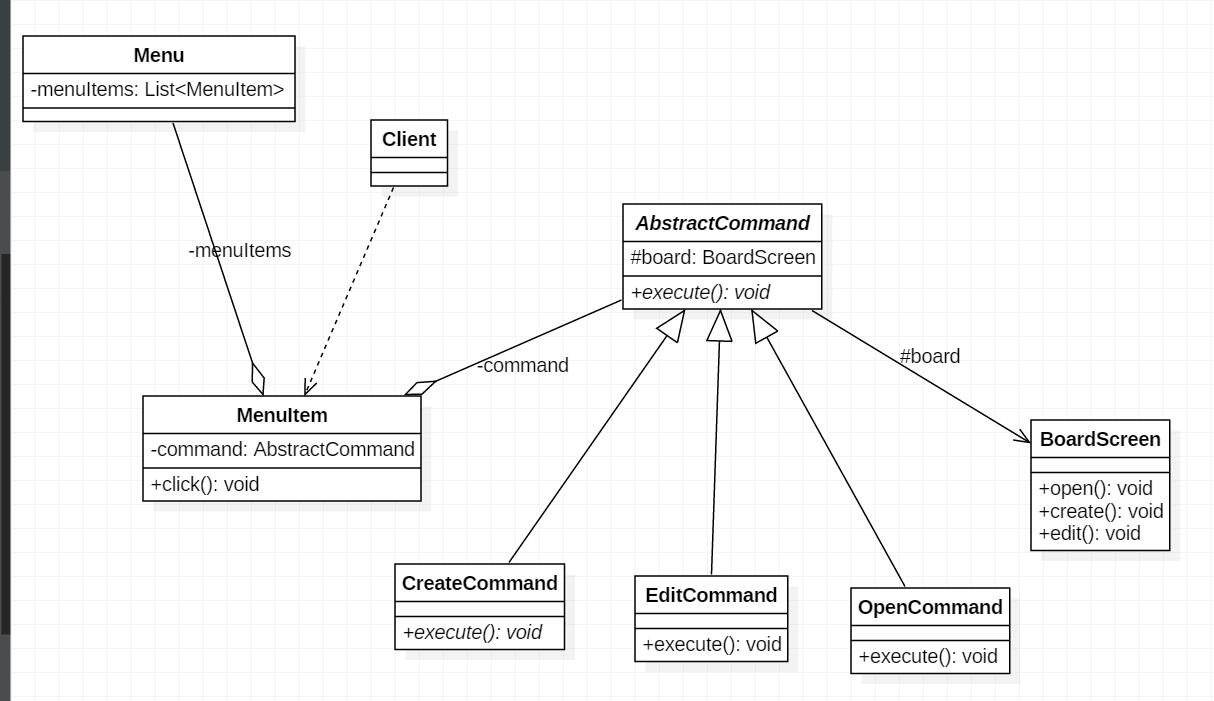 Menu
-menuItems: List<MenuItem>
Client
-menuItems
AbstractCommand
#board: BoardScreen
+execute(): void
-command
#board
MenuItem
-command: AbstractCommand
+click(): void
BoardScreen
+open(): void
+create(): void
+edit(): void
CreateCommand
+execute(): void
EditCommand
+execute(): void
OpenCommand
+execute(): void